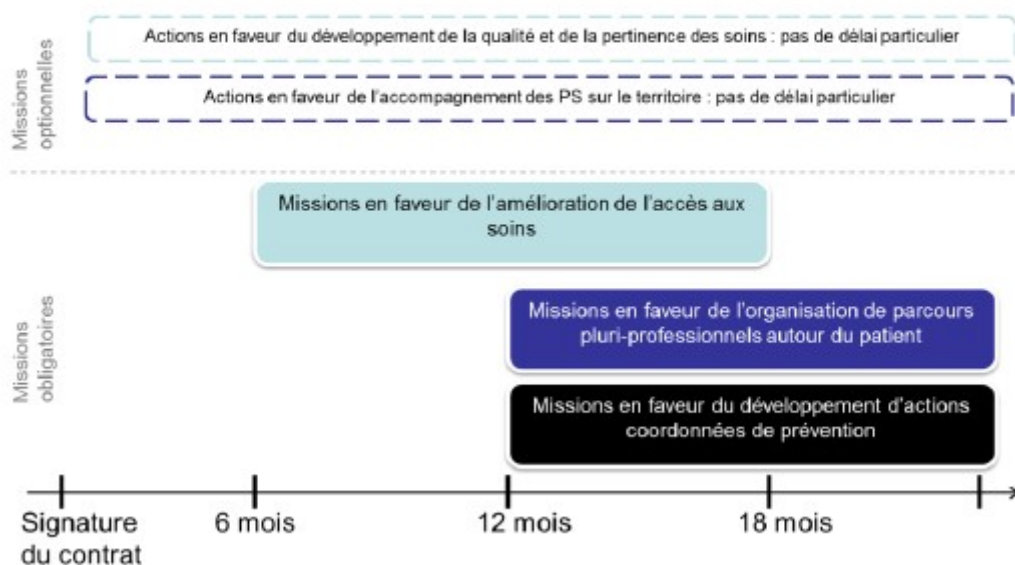 Missions
optionnelles
Actions en faveur du développement de la qualité et de la pertinence des soins : pas de délai particulier
Actions en faveur de l'accompagnement des PS sur le territoire : pas de délai particulier
Missions
obligatoires
Missions en faveur de l'amélioration de l'accès aux
soins
Missions en faveur de l'organisation de parcours
pluri-professionnels autour du patient
Missions en faveur du développement d'actions
coordonnées de prévention
Signature
du contrat
6 mois
12 mois
18 mois